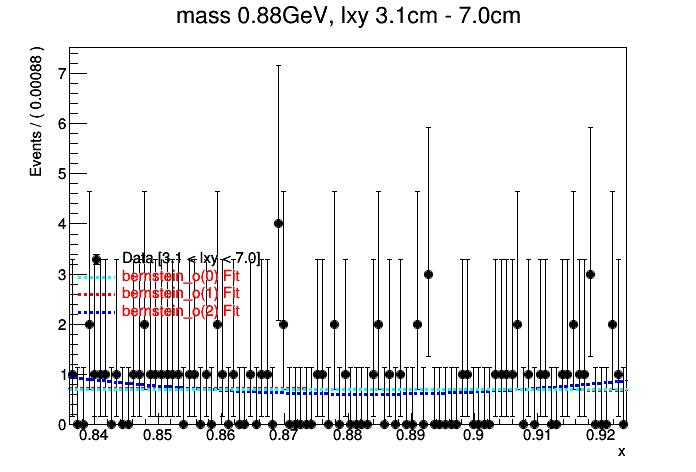 mass 0.88GeV, lxy 3.1cm - 7.0cm
Events / ( 0.00088 )
7
6
5
4
3
2
1
0
Data [3.1 < lxy < 7.0]
bernstein_o(0) Fit
bernstein_o(1) Fit
bernstein_o(2) Fit
0.84 0.85 0.86 0.87 0.88 0.89 0.9 0.91 0.92
x